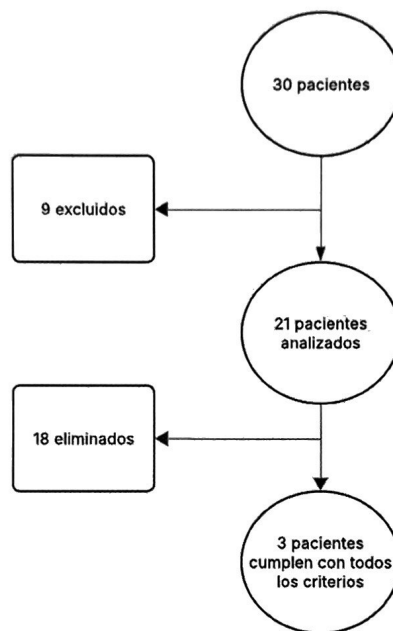 30 pacientes
9 excluidos
21 pacientes
analizados
18 eliminados
3 pacientes
cumplen con todos
los criterios